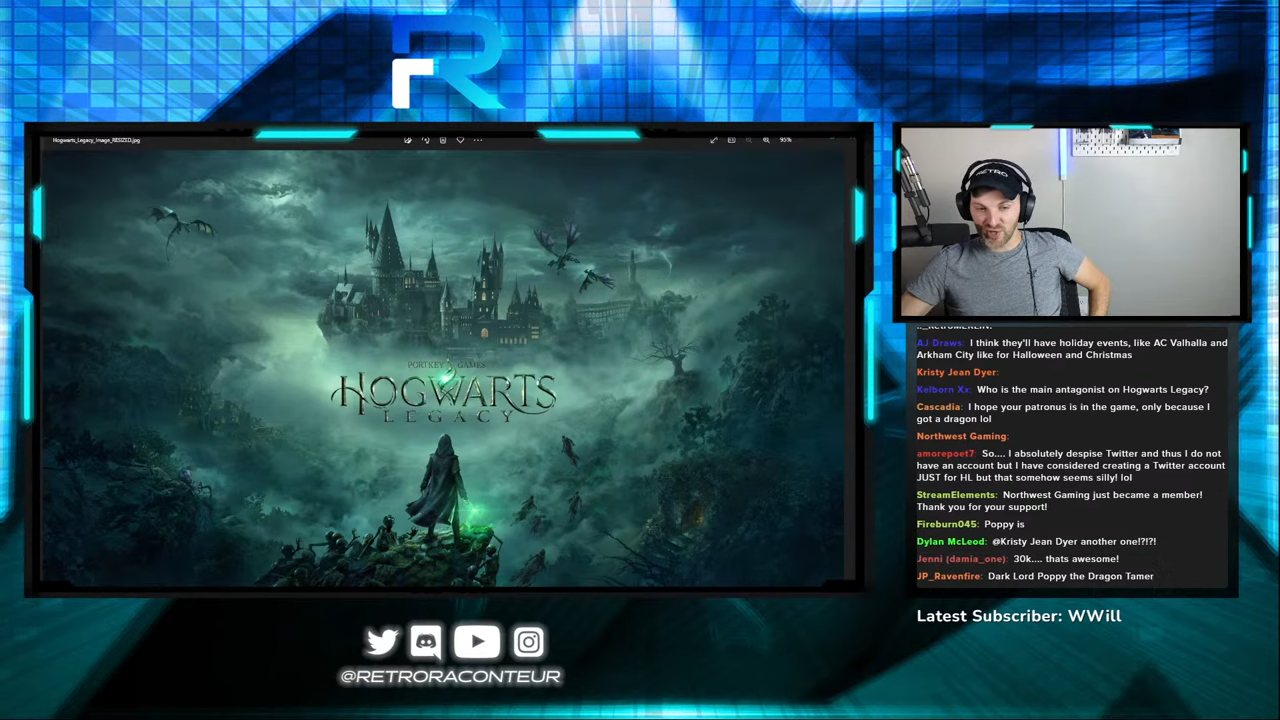 Hogwarts_Legacy_Image_RESIZED.jpg
95%
PORTKEY GAMES
HOGWARTS
LEGACY
RETRO
AJ Draws: I think they'll have holiday events, like AC Valhalla and
Arkham City like for Halloween and Christmas
Kristy Jean Dyer:
Kelborn Xx: Who is the main antagonist on Hogwarts Legacy?
Cascadia: I hope your patronus is in the game, only because I
got a dragon lol
Northwest Gaming:
amorepoet7: So.... I absolutely despise Twitter and thus I do not
have an account but I have considered creating a Twitter account
JUST for HL but that somehow seems silly! lol
StreamElements: Northwest Gaming just became a member!
Thank you for your support!
Fireburn045: Poppy is
Dylan McLeod: @Kristy Jean Dyer another one!?!?!
Jenni (damia_one): 30k.... thats awesome!
JP_Ravenfire: Dark Lord Poppy the Dragon Tamer
Latest Subscriber: WWill
@RETRORACONTEUR